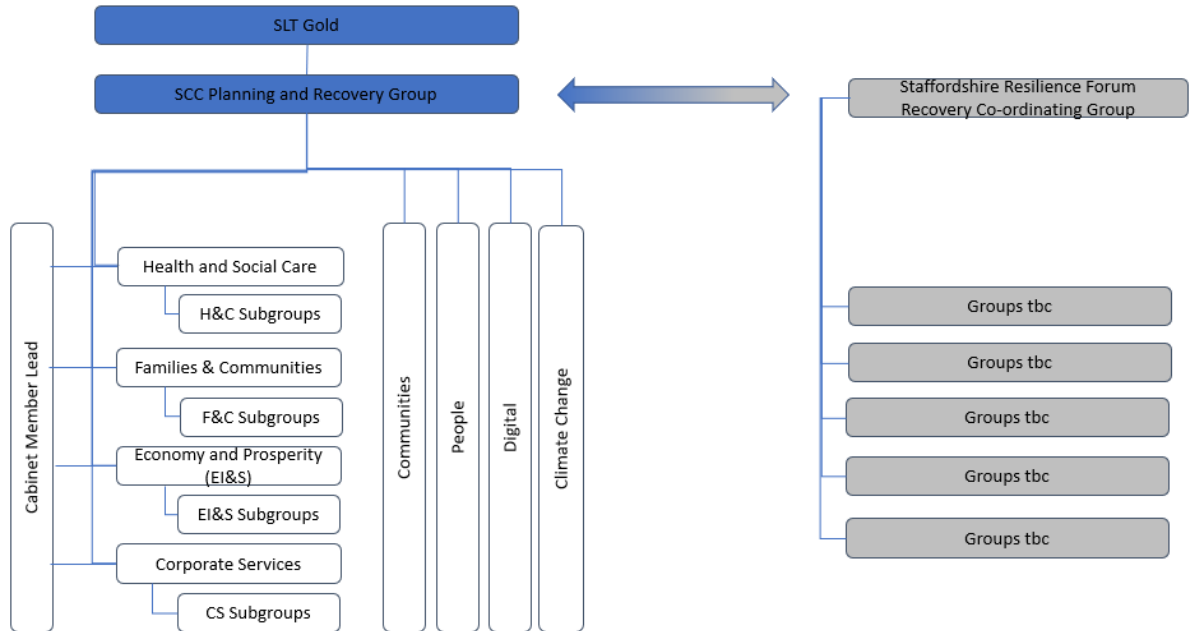 SLT Gold
SCC Planning and Recovery Group
Staffordshire Resilience Forum
Recovery Co-ordinating Group
Cabinet Member Lead
Health and Social Care
H&C Subgroups
Families & Communities
F&C Subgroups
Economy and Prosperity
(EI&S)
EI&S Subgroups
Corporate Services
CS Subgroups
Communities
People
Digital
Climate Change
Groups tbc
Groups tbc
Groups tbc
Groups tbc
Groups tbc